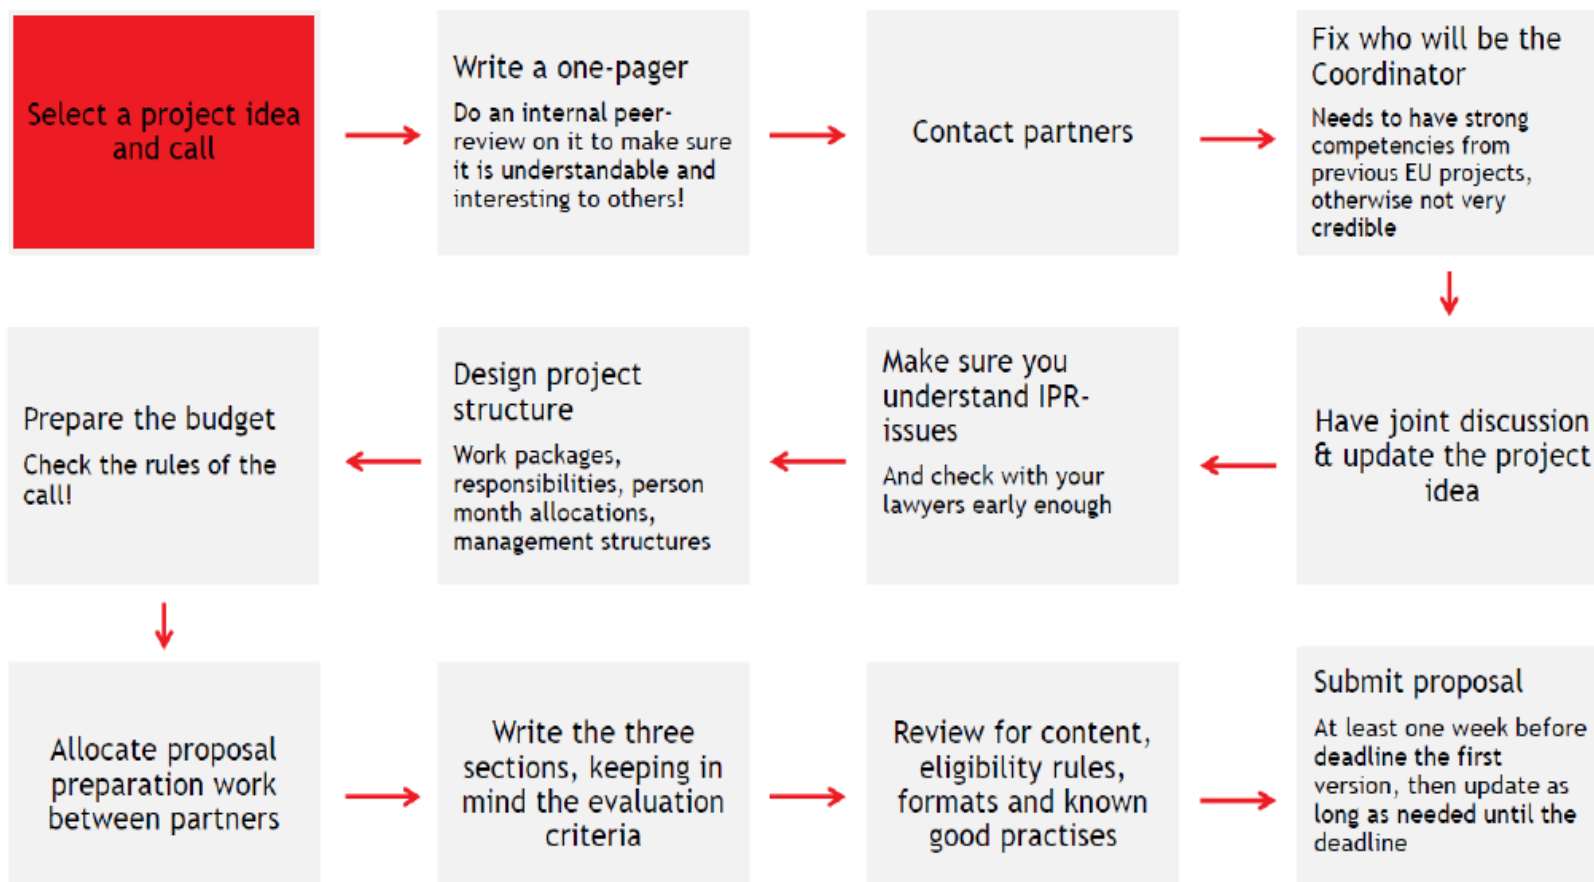 Select a project idea
and call
Write a one-pager
Do an internal peer-
review on it to make sure
it is understandable and
interesting to others!
Contact partners
Fix who will be the
Coordinator
Needs to have strong
competencies from
previous EU projects,
otherwise not very
credible
Have joint discussion
& update the project
idea
Make sure you
understand IPR-
issues
And check with your
lawyers early enough
Design project
structure
Work packages,
responsibilities, person
month allocations,
management structures
Prepare the budget
Check the rules of the
call!
Allocate proposal
preparation work
between partners
Write the three
sections, keeping in
mind the evaluation
criteria
Review for content,
eligibility rules,
formats and known
good practises
Submit proposal
At least one week before
deadline the first
version, then update as
long as needed until the
deadline